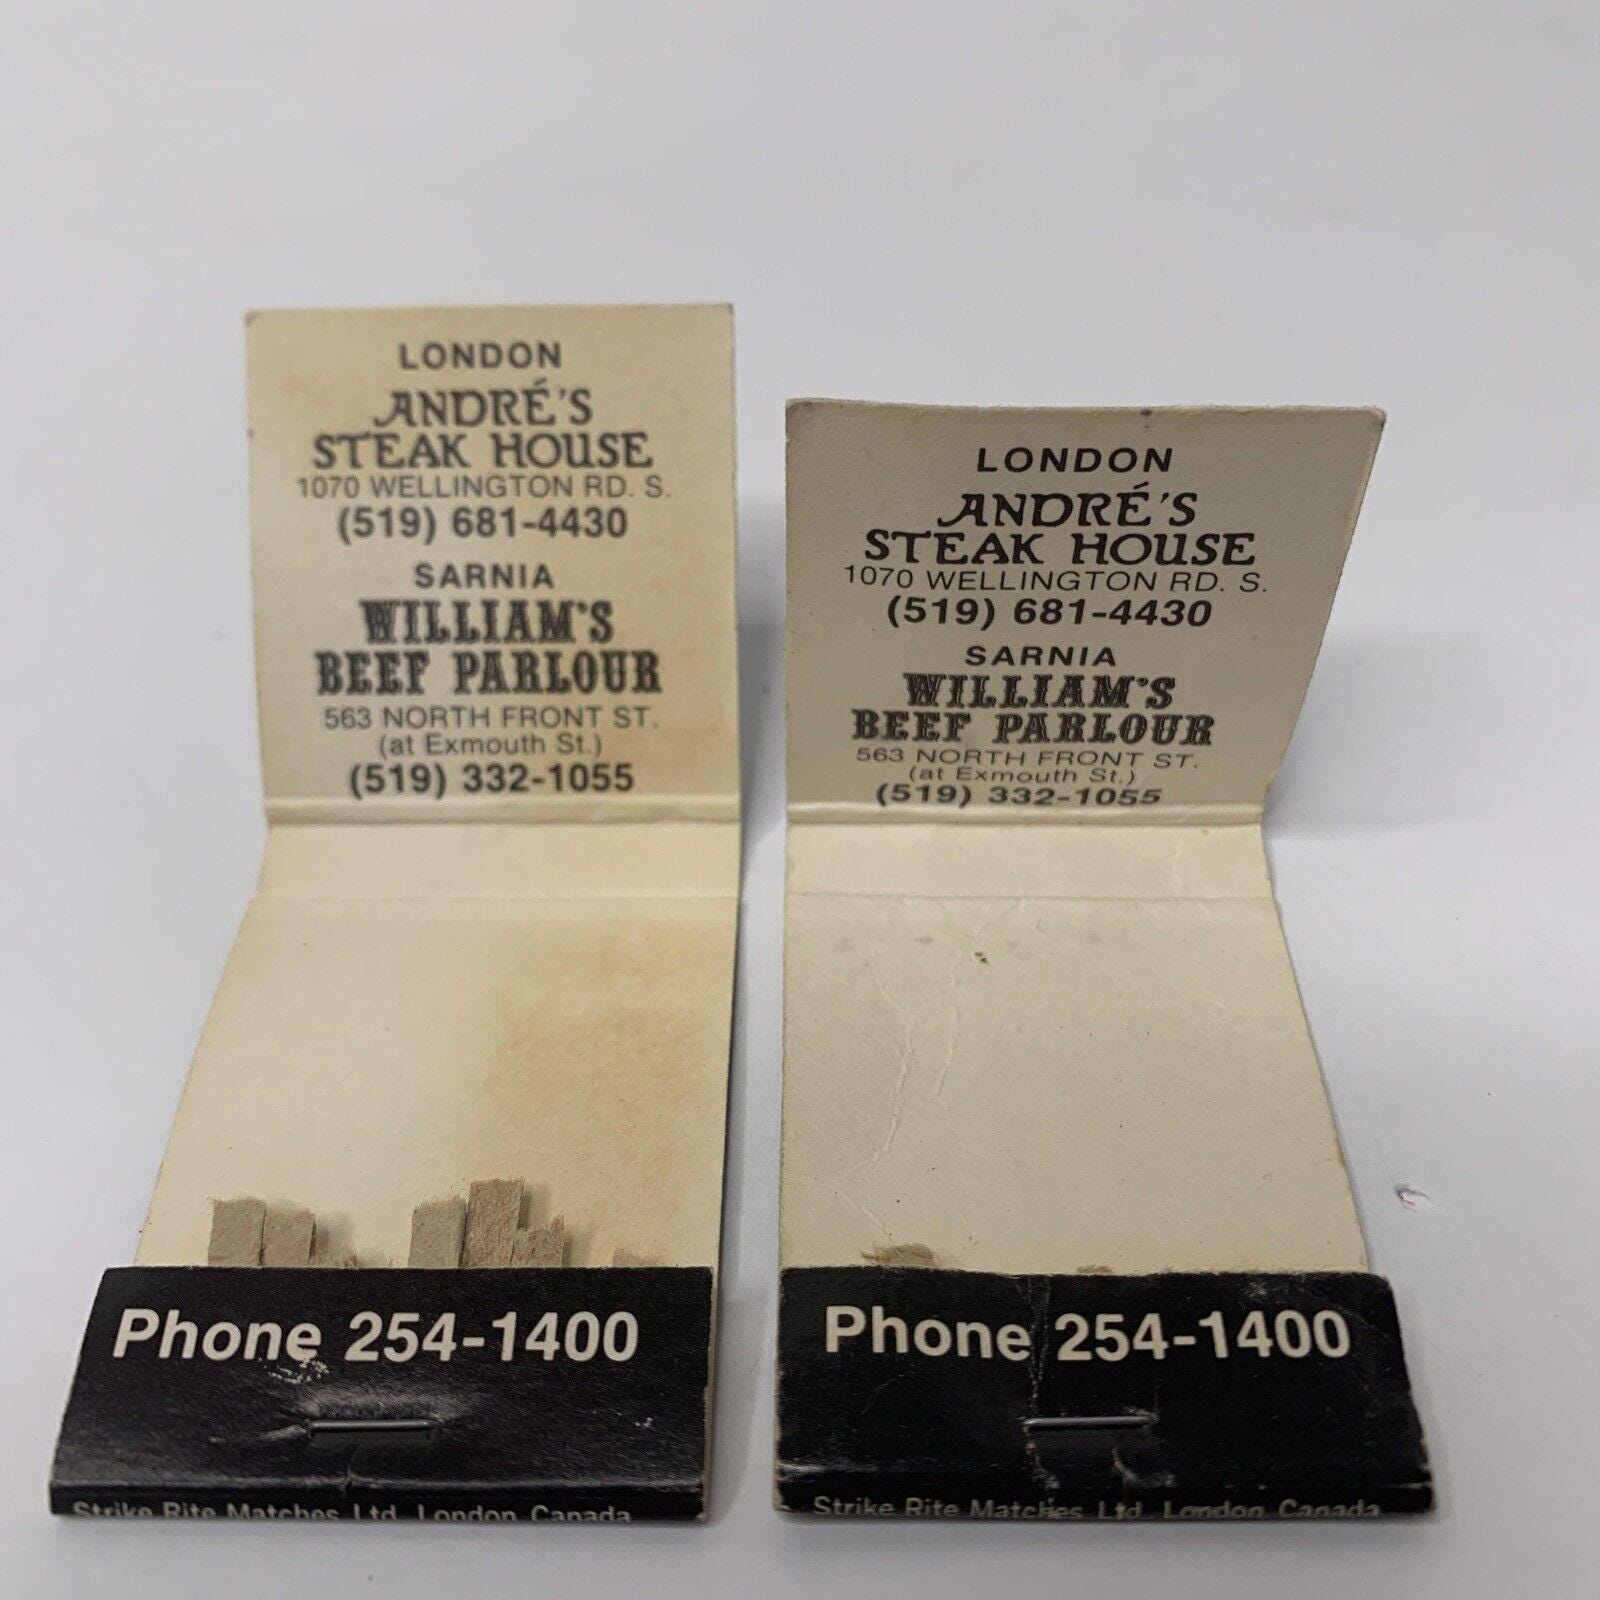 LONDON
ANDRÉ'S
STEAK HOUSE
1070 WELLINGTON RD. S.
(519) 681-4430
SARNIA
WILLIAM'S
BEEF PARLOUR
563 NORTH FRONT ST.
(at Exmouth St.)
(519) 332-1055
Phone 254-1400
Strike Rite Matches Ltd. London Canada
LONDON
ANDRÉ'S
STEAK HOUSE
1070 WELLINGTON RD. S.
(519) 681-4430
SARNIA
WILLIAM'S
BEEF PARLOUR
563 NORTH FRONT ST.
(at Exmouth St.)
(519) 332-1055
Phone 254-1400
Strike Rite Matches Ltd. London Canada